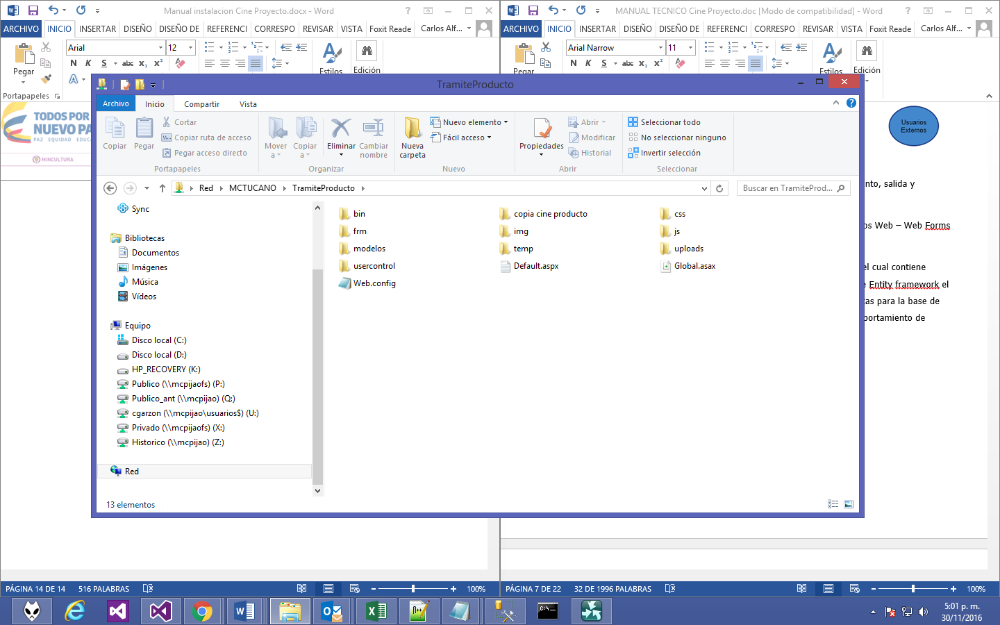 Manual instalacion Cine Proyecto.docx - Word
MANUAL TECNICO Cine Proyecto.doc [Modo de compatibilidad] - Word
ARCHIVO INICIO INSERTAR DISEÑO DISEÑO DE REFERENCI CORRESPO REVISAR VISTA Foxit Reade Carlos Alf...
ARCHIVO INICIO INSERTAR DISEÑO DISEÑO DE REFERENCI CORRESPO REVISAR VISTA Foxit Reade Carlos Alf...
Pegar
Arial 12
N K S abc x₂ x²
Estilos
Edición
Portapapeles
Pegar
Arial Narrow 11
N K S abc x₂ x²
Estilos
Edición
TODOS POR
NUEVO PA
PAZ EQUIDAD EDUC
MINCULTURA
Usuarios
Externos
nto, salida y
os Web – Web Forms
el cual contiene
e Entity framework el
tas para la base de
portamiento de
TramiteProducto
Archivo Inicio Compartir Vista
Copiar
Pegar
Cortar
Copiar ruta de acceso
Pegar acceso directo
Portapapeles
Mover a
Copiar a
Eliminar
Cambiar nombre
Organizar
Nueva carpeta
Nuevo elemento
Fácil acceso
Nuevo
Propiedades
Abrir
Modificar
Historial
Abrir
Seleccionar todo
No seleccionar ninguno
Invertir selección
Seleccionar
Red MCTUCANO TramiteProducto
Buscar en TramiteProd...
Sync
Bibliotecas
Documentos
Imágenes
Música
Vídeos
Equipo
Disco local (C:)
Disco local (D:)
HP_RECOVERY (K:)
Publico (\\mcpijaofs) (P:)
Publico_ant (\\mcpijao) (Q:)
cgarzon (\\mcpijao\usuarios$) (U:)
Privado (\\mcpijaofs) (X:)
Historico (\\mcpijao) (Z:)
Red
bin copia cine producto css
frm img js
modelos temp uploads
usercontrol Default.aspx Global.asax
Web.config
13 elementos
PÁGINA 14 DE 14 516 PALABRAS 100%
PÁGINA 7 DE 22 32 DE 1996 PALABRAS 100%
5:01 p. m.
30/11/2016